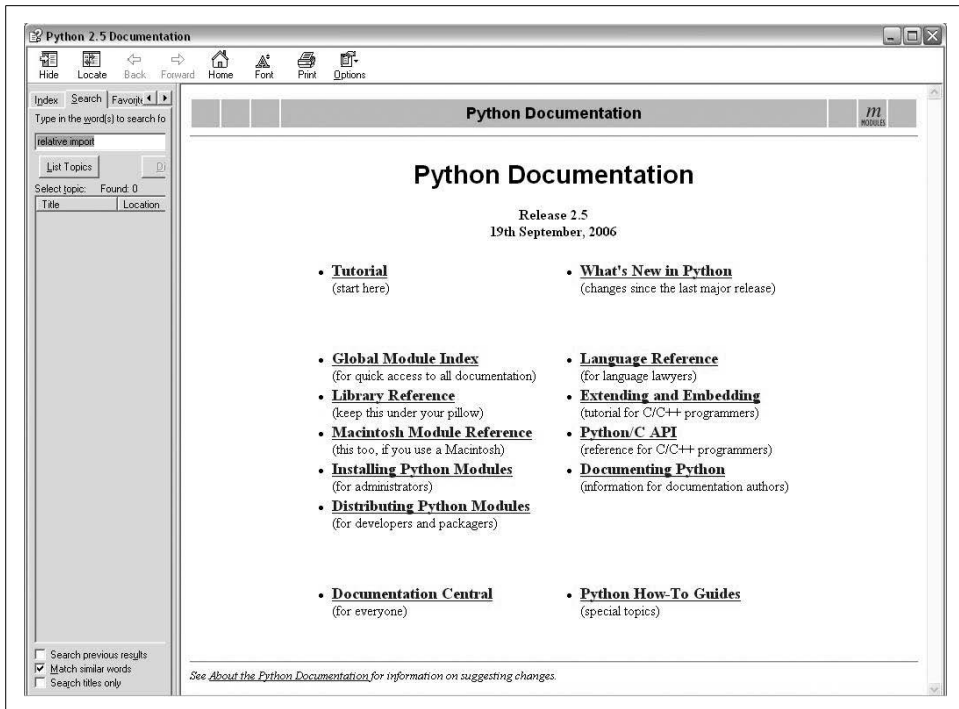 Python 2.5 Documentation
Hide Locate Back Forward Home Font Print Options
Index Search Favorite
Type in the word(s) to search fo
relative import
List Topics Di
Select topic: Found: 0
Title Location
Search previous results
Match similar words
Search titles only
Python Documentation
m
MODULES
Python Documentation
Release 2.5
19th September, 2006
• Tutorial
(start here)
• What's New in Python
(changes since the last major release)
• Global Module Index
(for quick access to all documentation)
• Library Reference
(keep this under your pillow)
• Macintosh Module Reference
(this too, if you use a Macintosh)
• Installing Python Modules
(for administrators)
• Distributing Python Modules
(for developers and packagers)
• Language Reference
(for language lawyers)
• Extending and Embedding
(tutorial for C/C++ programmers)
• Python/C API
(reference for C/C++ programmers)
• Documenting Python
(information for documentation authors)
• Documentation Central
(for everyone)
• Python How-To Guides
(special topics)
See About the Python Documentation for information on suggesting changes.